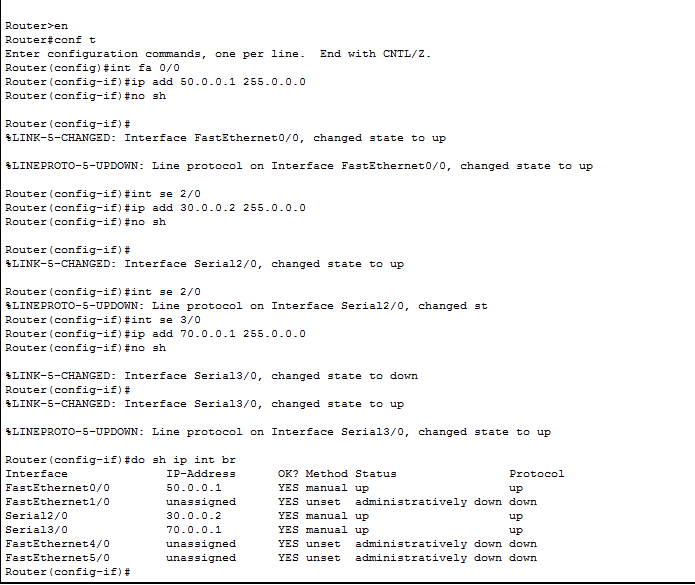 Router>en
Router#conf t
Enter configuration commands, one per line.  End with CNTL/Z.
Router(config)#int fa 0/0
Router(config-if)#ip add 50.0.0.1 255.0.0.0
Router(config-if)#no sh
Router(config-if)#
%LINK-5-CHANGED: Interface FastEthernet0/0, changed state to up
%LINEPROTO-5-UPDOWN: Line protocol on Interface FastEthernet0/0, changed state to up
Router(config-if)#int se 2/0
Router(config-if)#ip add 30.0.0.2 255.0.0.0
Router(config-if)#no sh
Router(config-if)#
%LINK-5-CHANGED: Interface Serial2/0, changed state to up
Router(config-if)#int se 2/0
%LINEPROTO-5-UPDOWN: Line protocol on Interface Serial2/0, changed st
Router(config-if)#int se 3/0
Router(config-if)#ip add 70.0.0.1 255.0.0.0
Router(config-if)#no sh
%LINK-5-CHANGED: Interface Serial3/0, changed state to down
Router(config-if)#
%LINK-5-CHANGED: Interface Serial3/0, changed state to up
%LINEPROTO-5-UPDOWN: Line protocol on Interface Serial3/0, changed state to up
Router(config-if)#do sh ip int br
Interface              IP-Address      OK? Method Status                Protocol
FastEthernet0/0        50.0.0.1        YES manual up                    up
FastEthernet1/0        unassigned      YES unset  administratively down down
Serial2/0              30.0.0.2        YES manual up                    up
Serial3/0              70.0.0.1        YES manual up                    up
FastEthernet4/0        unassigned      YES unset  administratively down down
FastEthernet5/0        unassigned      YES unset  administratively down down
Router(config-if)#